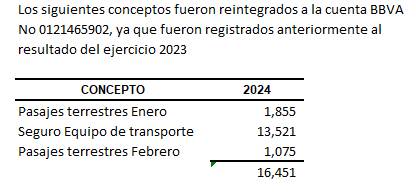 Los siguientes conceptos fueron reintegrados a la cuenta BBVA
No 0121465902, ya que fueron registrados anteriormente al
resultado del ejercicio 2023
CONCEPTO 2024
Pasajes terrestres Enero 1,855
Seguro Equipo de transporte 13,521
Pasajes terrestres Febrero 1,075
16,451